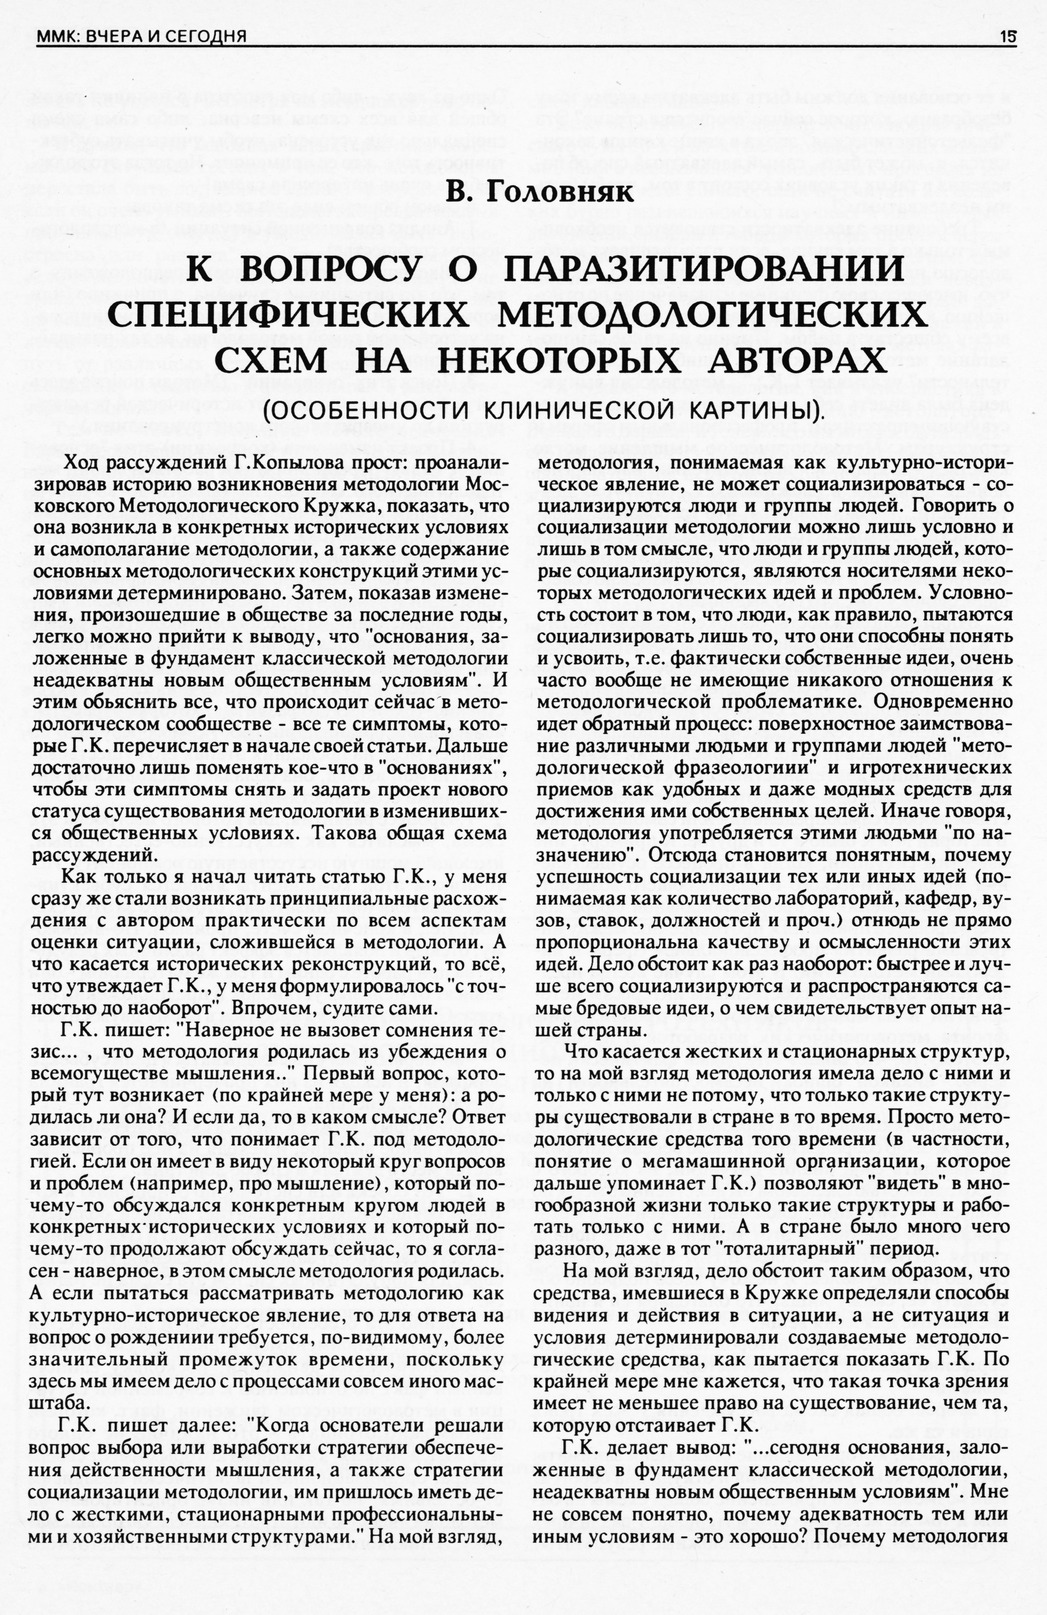 ММК: ВЧЕРА И СЕГОДНЯ 15
В. Головняк
К ВОПРОСУ О ПАРАЗИТИРОВАНИИ
СПЕЦИФИЧЕСКИХ МЕТОДОЛОГИЧЕСКИХ
СХЕМ НА НЕКОТОРЫХ АВТОРАХ
(ОСОБЕННОСТИ КЛИНИЧЕСКОЙ КАРТИНЫ).
Ход рассуждений Г.Копылова прост: проанали-
зировав историю возникновения методологии Мос-
ковского Методологического Кружка, показать, что
она возникла в конкретных исторических условиях
и самополагание методологии, а также содержание
основных методологических конструкций этими ус-
ловиями детерминировано. Затем, показав измене-
ния, произошедшие в обществе за последние годы,
легко можно прийти к выводу, что "основания, за-
ложенные в фундамент классической методологии
неадекватны новым общественным условиям". И
этим обьяснить все, что происходит сейчас в мето-
дологическом сообществе - все те симптомы, кото-
рые Г.К. перечисляет в начале своей статьи. Дальше
достаточно лишь поменять кое-что в "основаниях",
чтобы эти симптомы снять и задать проект нового
статуса существования методологии в изменивших-
ся общественных условиях. Такова общая схема
рассуждений.
Как только я начал читать статью Г.К., у меня
сразу же стали возникать принципиальные расхож-
дения с автором практически по всем аспектам
оценки ситуации, сложившейся в методологии. А
что касается исторических реконструкций, то всё,
что утвеждает Г.К., у меня формулировалось "с точ-
ностью до наоборот". Впрочем, судите сами.
Г.К. пишет: "Наверное не вызовет сомнения те-
зис... , что методология родилась из убеждения о
всемогуществе мышления.." Первый вопрос, кото-
рый тут возникает (по крайней мере у меня): а ро-
дилась ли она? И если да, то в каком смысле? Ответ
зависит от того, что понимает Г.К. под методоло-
гией. Если он имеет в виду некоторый круг вопросов
и проблем (например, про мышление), который по-
чему-то обсуждался конкретным кругом людей в
конкретных исторических условиях и который по-
чему-то продолжают обсуждать сейчас, то я согла-
сен - наверное, в этом смысле методология родилась.
А если пытаться рассматривать методологию как
культурно-историческое явление, то для ответа на
вопрос о рождениии требуется, по-видимому, более
значительный промежуток времени, поскольку
здесь мы имеем дело с процессами совсем иного мас-
штаба.
Г.К. пишет далее: "Когда основатели решали
вопрос выбора или выработки стратегии обеспече-
ния действенности мышления, а также стратегии
социализации методологии, им пришлось иметь де-
ло с жесткими, стационарными профессиональны-
ми и хозяйственными структурами." На мой взгляд,
методология, понимаемая как культурно-истори-
ческое явление, не может социализироваться - со-
циализируются люди и группы людей. Говорить о
социализации методологии можно лишь условно и
лишь в том смысле, что люди и группы людей, кото-
рые социализируются, являются носителями неко-
торых методологических идей и проблем. Условно-
сть состоит в том, что люди, как правило, пытаются
социализировать лишь то, что они способны понять
и усвоить, т.е. фактически собственные идеи, очень
часто вообще не имеющие никакого отношения к
методологической проблематике. Одновременно
идет обратный процесс: поверхностное заимствова-
ние различными людьми и группами людей "мето-
дологической фразеологиии" и игротехнических
приемов как удобных и даже модных средств для
достижения ими собственных целей. Иначе говоря,
методология употребляется этими людьми "по на-
значению". Отсюда становится понятным, почему
успешность социализации тех или иных идей (по-
нимаемая как количество лабораторий, кафедр, ву-
зов, ставок, должностей и проч.) отнюдь не прямо
пропорциональна качеству и осмысленности этих
идей. Дело обстоит как раз наоборот: быстрее и луч-
ше всего социализируются и распространяются са-
мые бредовые идеи, о чем свидетельствует опыт на-
шей страны.
Что касается жестких и стационарных структур,
то на мой взгляд методология имела дело с ними и
только с ними не потому, что только такие структу-
ры существовали в стране в то время. Просто мето-
дологические средства того времени (в частности,
понятие о мегамашинной организации, которое
дальше упоминает Г.К.) позволяют "видеть" в мно-
гообразной жизни только такие структуры и рабо-
тать только с ними. А в стране было много чего
разного, даже в тот "тоталитарный" период.
На мой взгляд, дело обстоит таким образом, что
средства, имевшиеся в Кружке определяли способы
видения и действия в ситуации, а не ситуация и
условия детерминировали создаваемые методоло-
гические средства, как пытается показать Г.К. По
крайней мере мне кажется, что такая точка зрения
имеет не меньшее право на существование, чем та,
которую отстаивает Г.К.
Г.К. делает вывод: "...сегодня основания, зало-
женные в фундамент классической методологии,
неадекватны новым общественным условиям". Мне
не совсем понятно, почему адекватность тем или
иным условиям - это хорошо? Почему методология